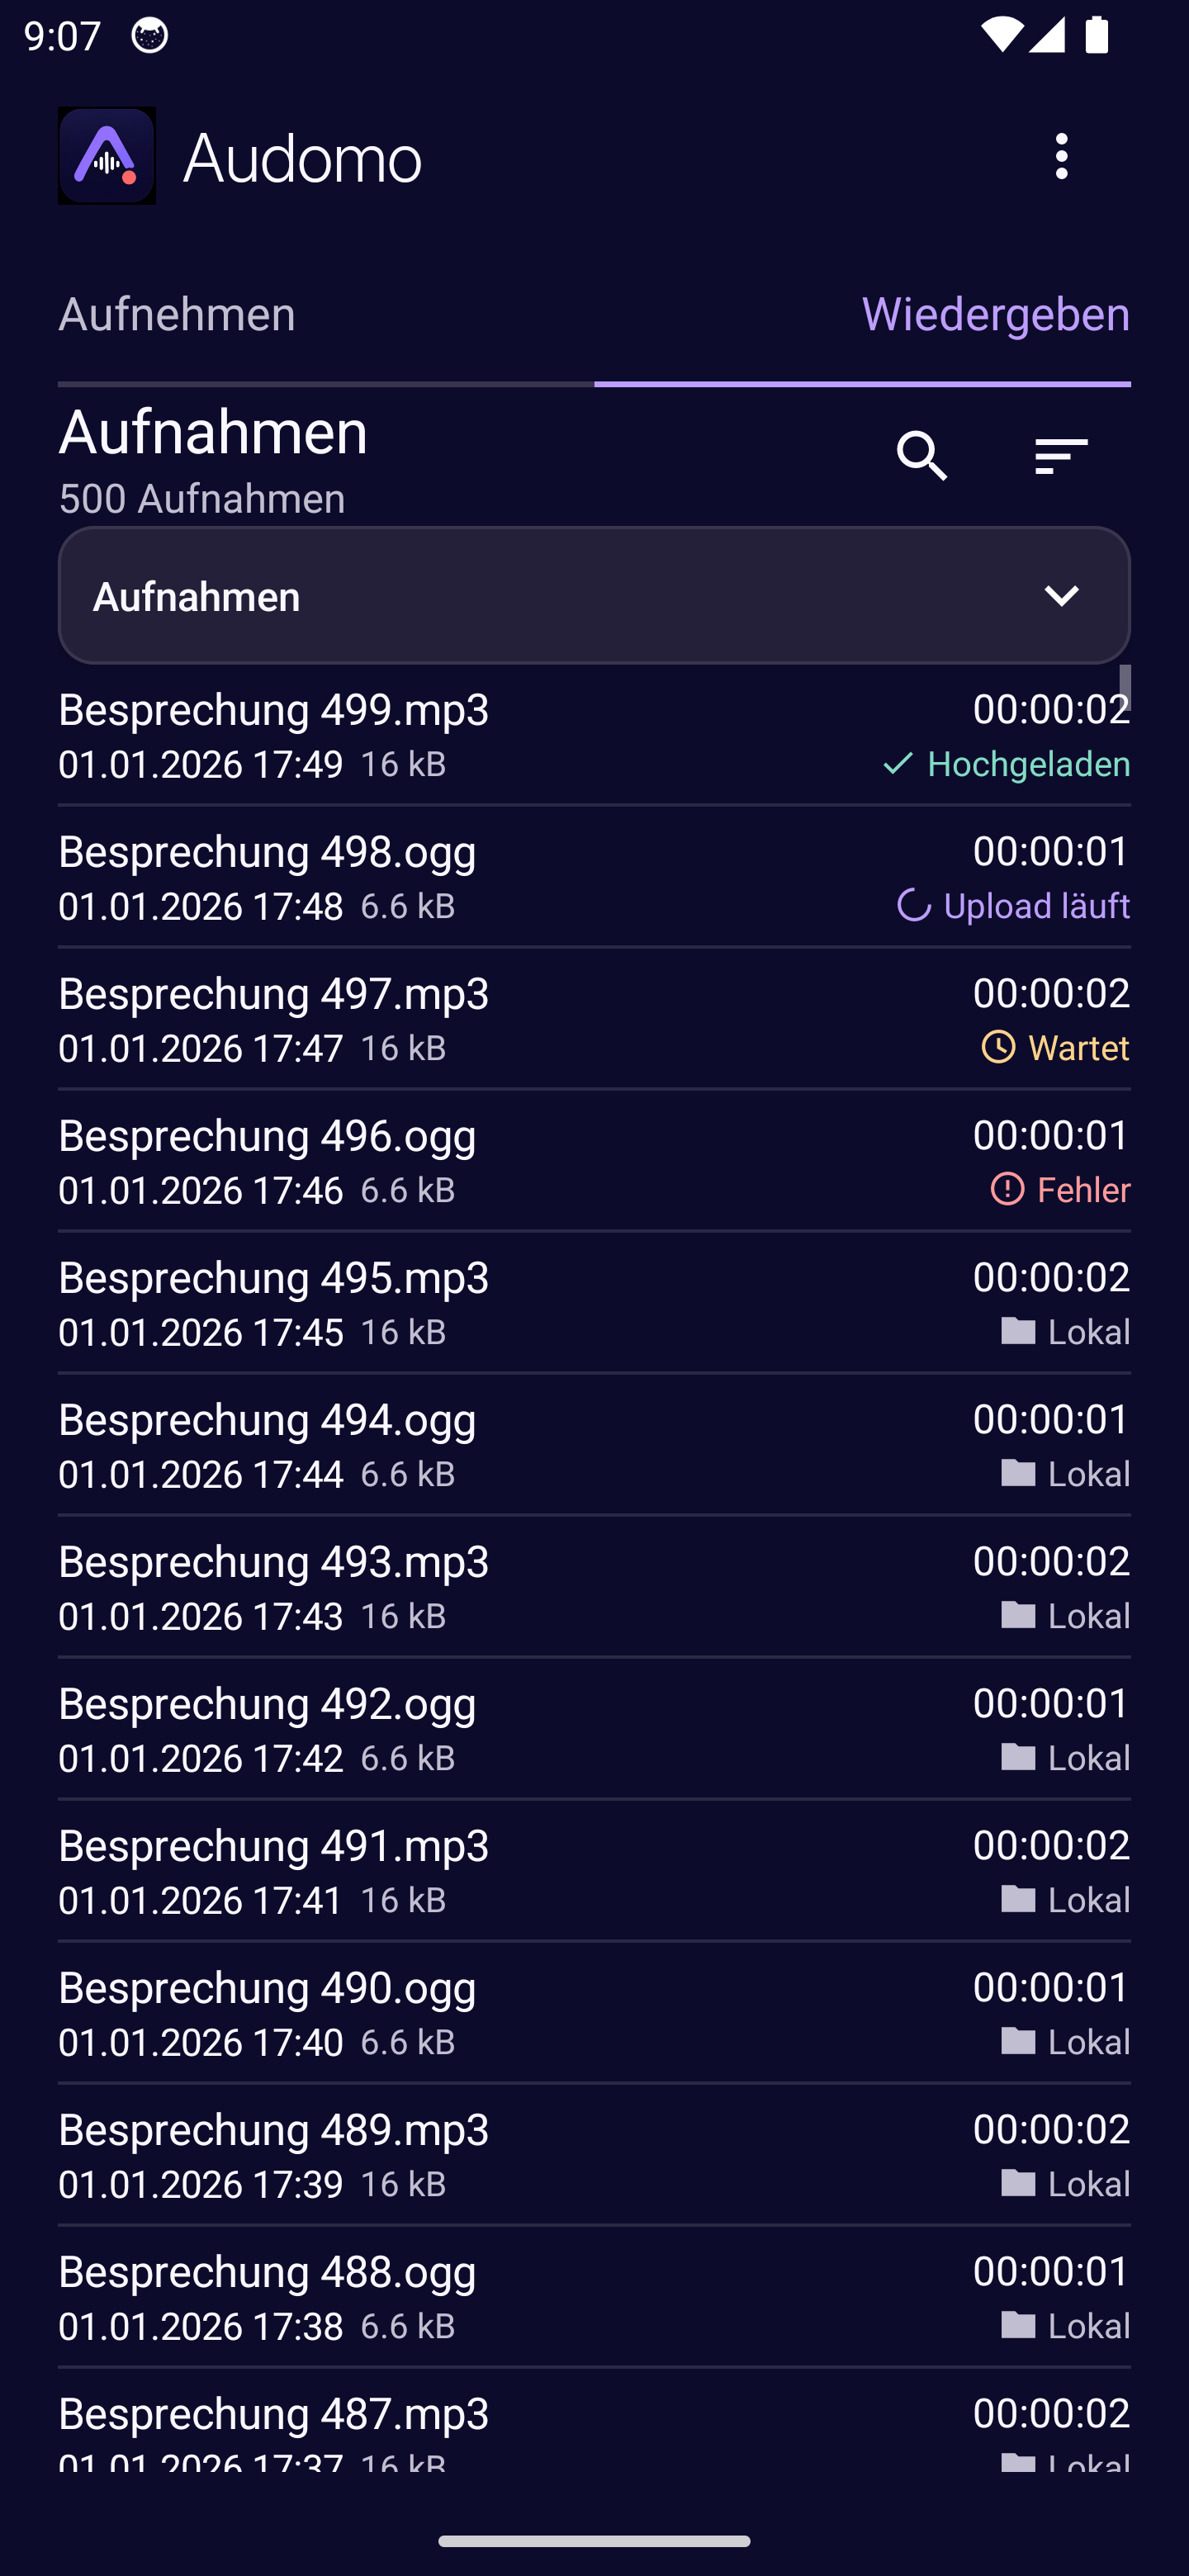 9:07
Audomo
Aufnehmen
Wiedergeben
Aufnahmen
500 Aufnahmen
Aufnahmen
Besprechung 499.mp3 00:00:02
01.01.2026 17:49 16 kB Hochgeladen
Besprechung 498.ogg 00:00:01
01.01.2026 17:48 6.6 kB Upload läuft
Besprechung 497.mp3 00:00:02
01.01.2026 17:47 16 kB Wartet
Besprechung 496.ogg 00:00:01
01.01.2026 17:46 6.6 kB Fehler
Besprechung 495.mp3 00:00:02
01.01.2026 17:45 16 kB Lokal
Besprechung 494.ogg 00:00:01
01.01.2026 17:44 6.6 kB Lokal
Besprechung 493.mp3 00:00:02
01.01.2026 17:43 16 kB Lokal
Besprechung 492.ogg 00:00:01
01.01.2026 17:42 6.6 kB Lokal
Besprechung 491.mp3 00:00:02
01.01.2026 17:41 16 kB Lokal
Besprechung 490.ogg 00:00:01
01.01.2026 17:40 6.6 kB Lokal
Besprechung 489.mp3 00:00:02
01.01.2026 17:39 16 kB Lokal
Besprechung 488.ogg 00:00:01
01.01.2026 17:38 6.6 kB Lokal
Besprechung 487.mp3 00:00:02
01.01.2026 17:37 16 kB Lokal